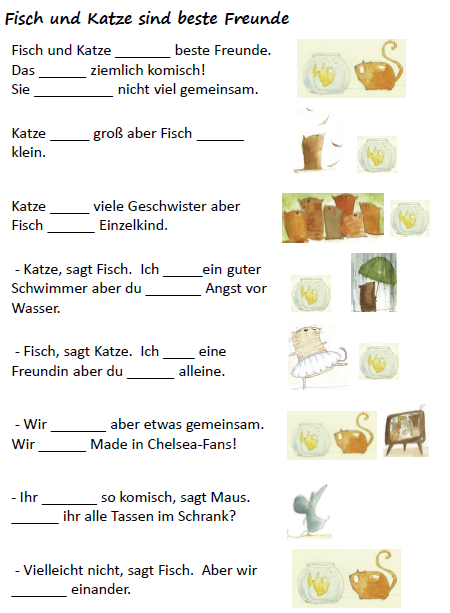 Fisch und Katze sind beste Freunde
Fisch und Katze _______ beste Freunde.
Das ______ ziemlich komisch!
Sie __________ nicht viel gemeinsam.
Katze _____ groß aber Fisch ______
klein.
Katze _____ viele Geschwister aber
Fisch ______ Einzelkind.
- Katze, sagt Fisch. Ich _____ein guter
Schwimmer aber du _______ Angst vor
Wasser.
- Fisch, sagt Katze. Ich ____ eine
Freundin aber du ______ alleine.
- Wir _______ aber etwas gemeinsam.
Wir ______ Made in Chelsea-Fans!
- Ihr _______ so komisch, sagt Maus.
______ ihr alle Tassen im Schrank?
- Vielleicht nicht, sagt Fisch. Aber wir
_______ einander.